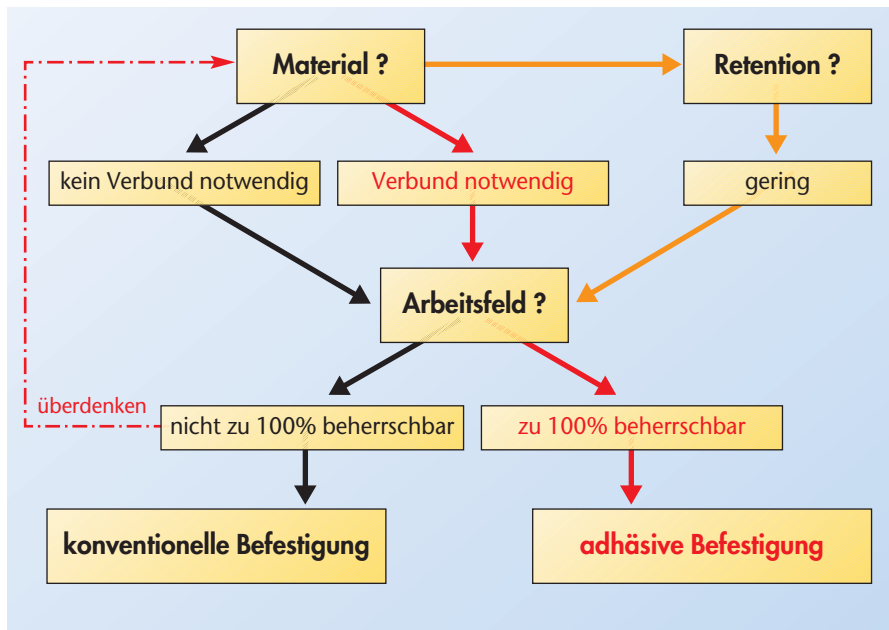 Material ?
Retention ?
kein Verbund notwendig
Verbund notwendig
gering
Arbeitsfeld ?
überdenken
nicht zu 100% beherrschbar
zu 100% beherrschbar
konventionelle Befestigung
adhäsive Befestigung